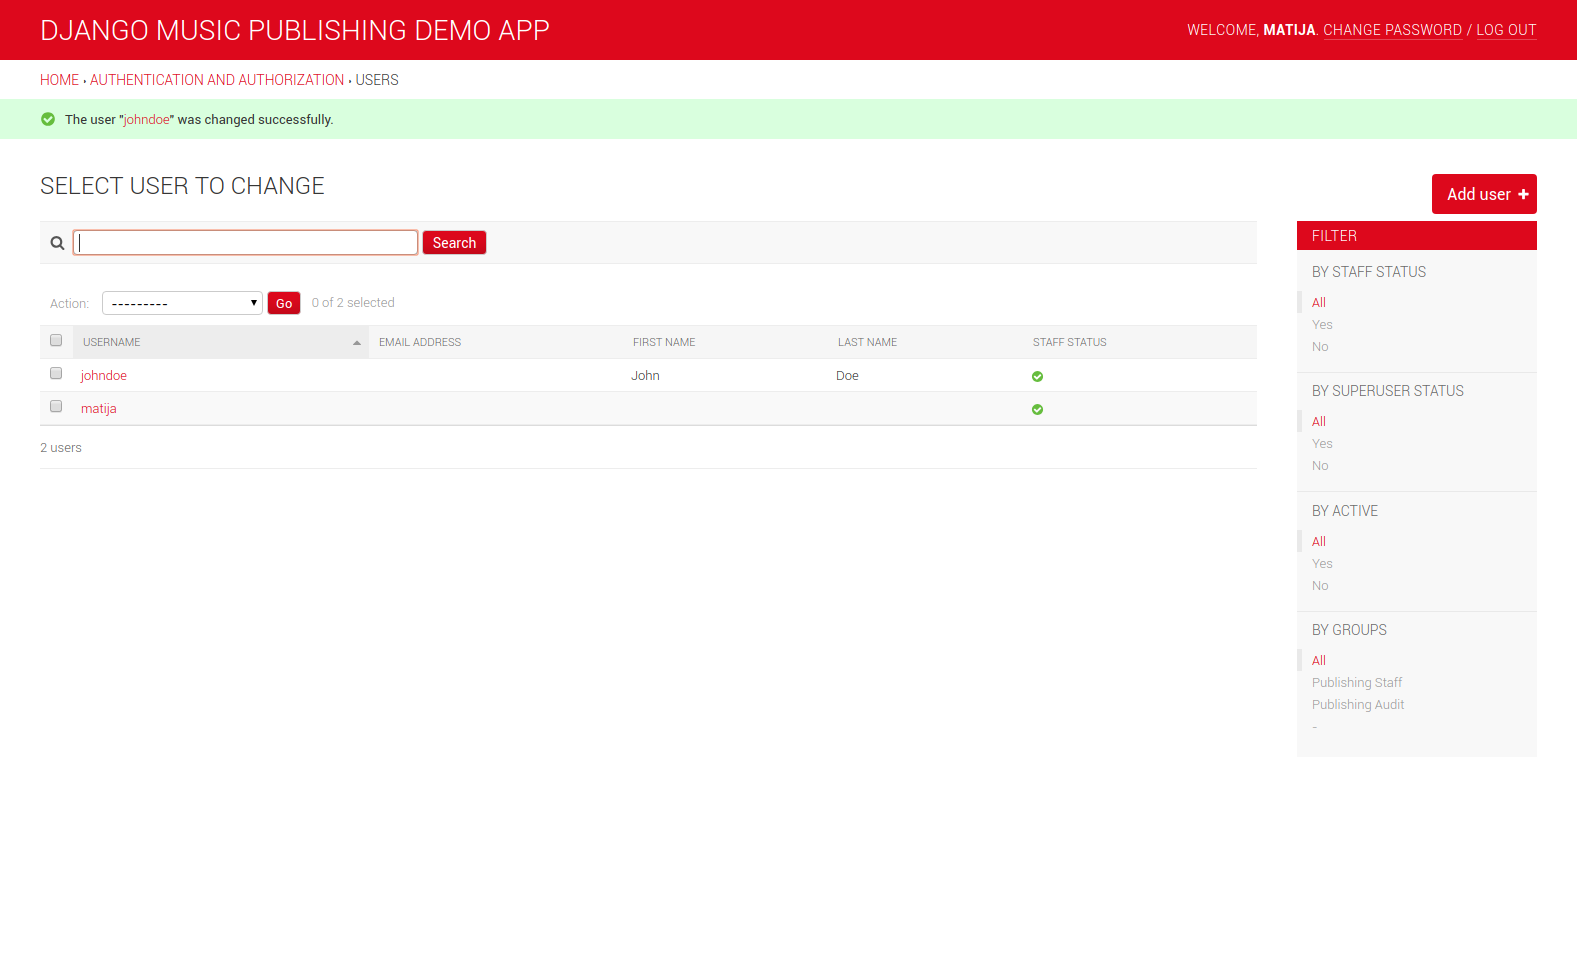 DJANGO MUSIC PUBLISHING DEMO APP
WELCOME, MATIJA. CHANGE PASSWORD / LOG OUT
HOME › AUTHENTICATION AND AUTHORIZATION › USERS
The user "johndoe" was changed successfully.
SELECT USER TO CHANGE
Add user +
Search
Action: --------- Go 0 of 2 selected
USERNAME EMAIL ADDRESS FIRST NAME LAST NAME STAFF STATUS
johndoe John Doe
matija
2 users
FILTER
BY STAFF STATUS
All
Yes
No
BY SUPERUSER STATUS
All
Yes
No
BY ACTIVE
All
Yes
No
BY GROUPS
All
Publishing Staff
Publishing Audit
-